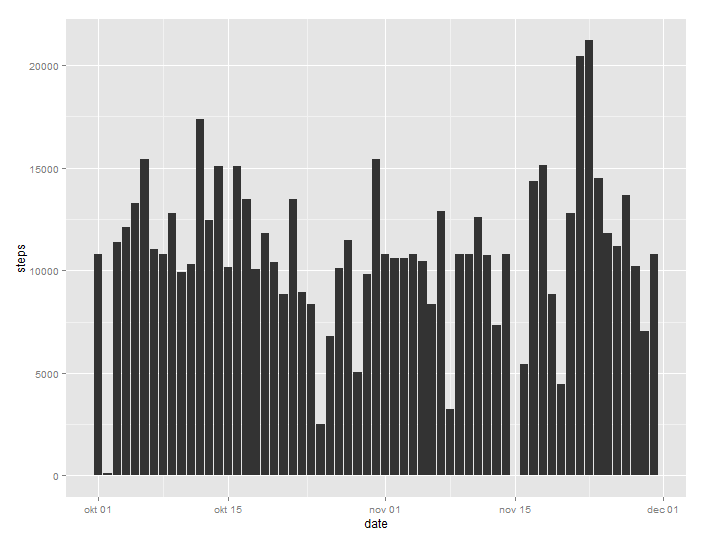 20000
15000
steps
10000
5000
0
okt 01
okt 15
nov 01
nov 15
dec 01
date